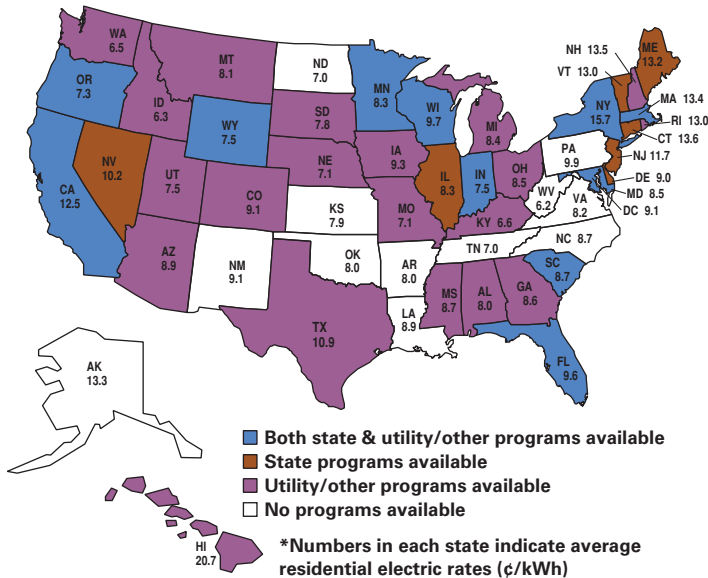 WA
6.5
MT
8.1
ND
7.0
MN
8.3
NH 13.5
ME
13.2
VT 13.0
OR
7.3
ID
6.3
WY
7.5
SD
7.8
WI
9.7
MI
8.4
NY
15.7
MA 13.4
RI 13.0
CT 13.6
NV
10.2
UT
7.5
NE
7.1
IA
9.3
PA
9.9
NJ 11.7
DE 9.0
MD 8.5
DC 9.1
CA
12.5
CO
9.1
KS
7.9
MO
7.1
IL
8.3
IN
7.5
OH
8.5
WV
6.2
VA
8.2
KY 6.6
AZ
8.9
NM
9.1
OK
8.0
AR
8.0
TN 7.0
NC 8.7
SC
8.7
TX
10.9
LA
8.9
MS
8.7
AL
8.0
GA
8.6
FL
9.6
AK
13.3
HI
20.7
Both state & utility/other programs available
State programs available
Utility/other programs available
No programs available
*Numbers in each state indicate average
residential electric rates (¢/kWh)